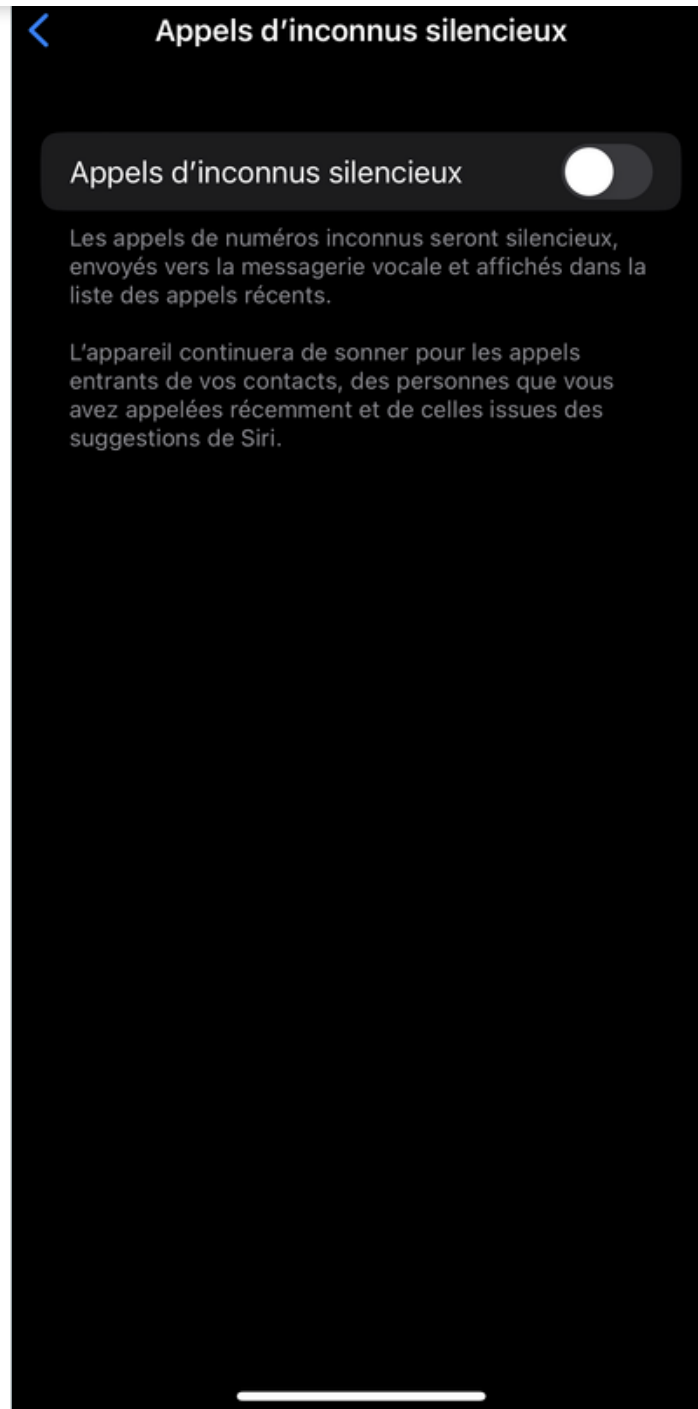 Appels d’inconnus silencieux
Appels d’inconnus silencieux
Les appels de numéros inconnus seront silencieux,
envoyés vers la messagerie vocale et affichés dans la
liste des appels récents.
L’appareil continuera de sonner pour les appels
entrants de vos contacts, des personnes que vous
avez appelées récemment et de celles issues des
suggestions de Siri.